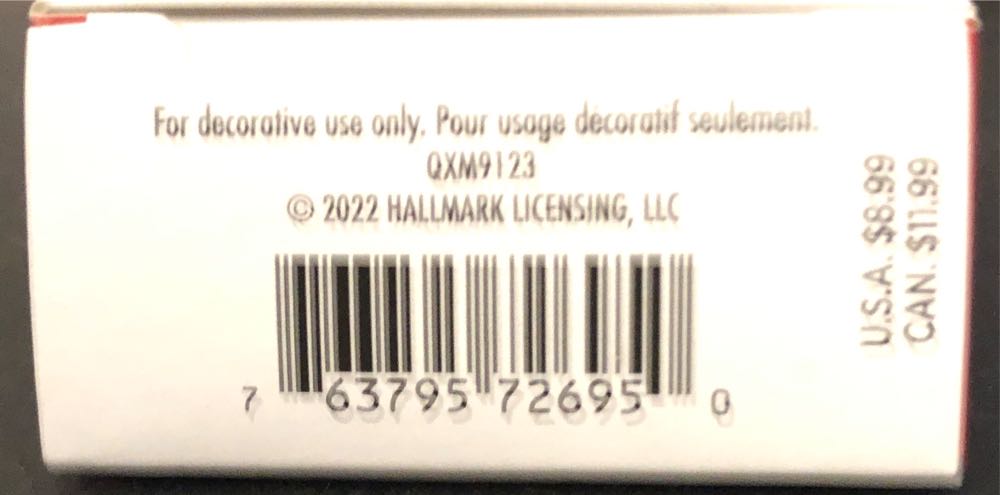 For decorative use only. Pour usage décoratif seulement.
QXM9123
© 2022 HALLMARK LICENSING, LLC
7 63795 72695 0
U.S.A. $8.99
CAN. $11.99